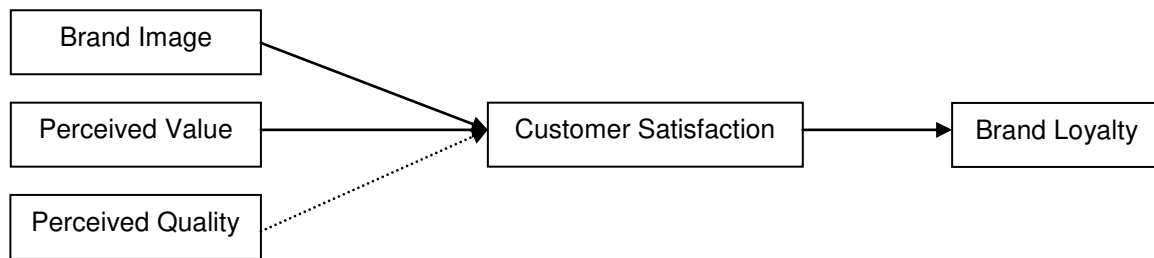 Brand Image
Perceived Value
Customer Satisfaction
Brand Loyalty
Perceived Quality